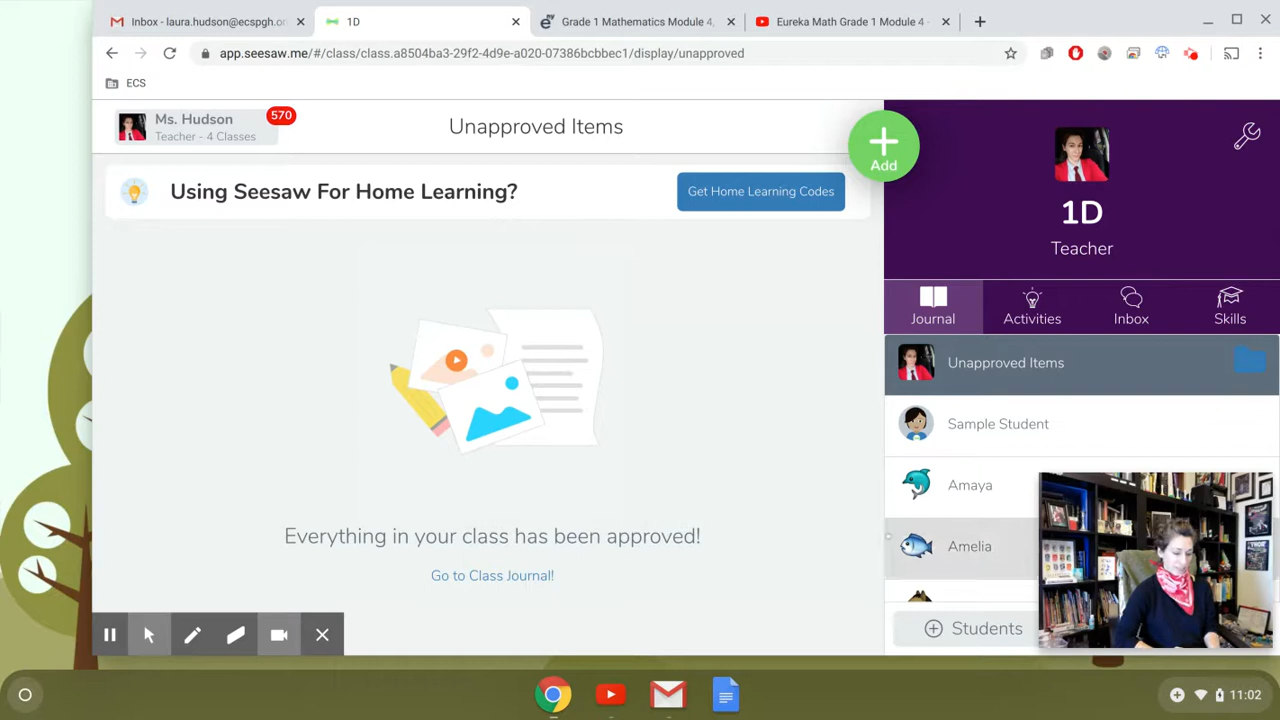 Inbox - laura.hudson@ecspgh.o
1D
Grade 1 Mathematics Module 4,
Eureka Math Grade 1 Module 4 -
app.seesaw.me/#/class/class.a8504ba3-29f2-4d9e-a020-07386bcbbec1/display/unapproved
ECS
Ms. Hudson
570
Teacher - 4 Classes
Unapproved Items
Add
Using Seesaw For Home Learning?
Get Home Learning Codes
1D
Teacher
Journal
Activities
Inbox
Skills
Unapproved Items
Sample Student
Amaya
Amelia
Everything in your class has been approved!
Go to Class Journal!
Students
11:02